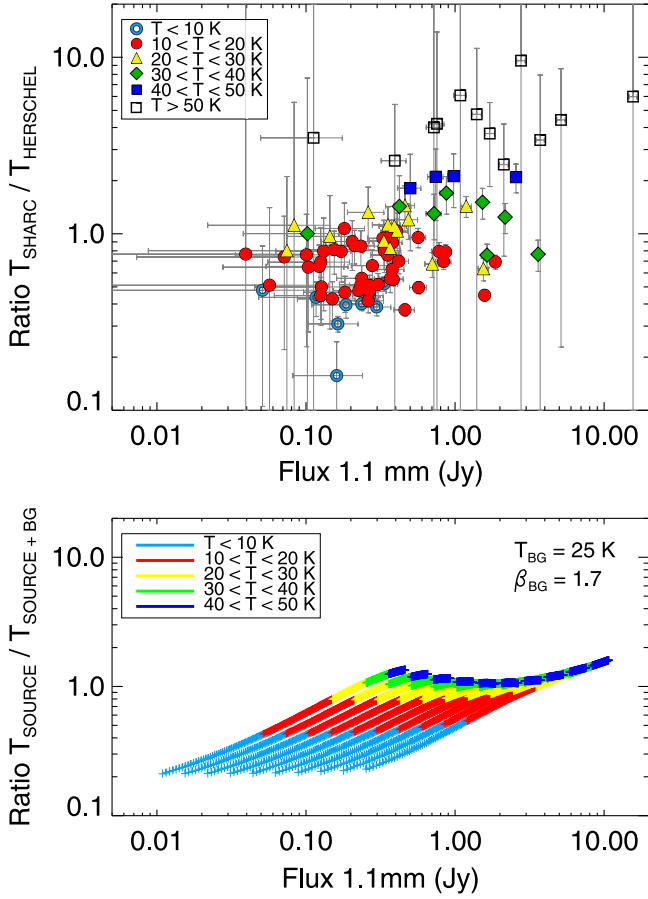 T < 10 K
10 < T < 20 K
20 < T < 30 K
30 < T < 40 K
40 < T < 50 K
T > 50 K
10.0
1.0
0.1
Ratio T_SHARC / T_HERSCHEL
0.01 0.10 1.00 10.00
Flux 1.1 mm (Jy)
T < 10 K
10 < T < 20 K
20 < T < 30 K
30 < T < 40 K
40 < T < 50 K
T_BG = 25 K
β_BG = 1.7
10.0
1.0
0.1
Ratio T_SOURCE / T_SOURCE + BG
0.01 0.10 1.00 10.00
Flux 1.1mm (Jy)